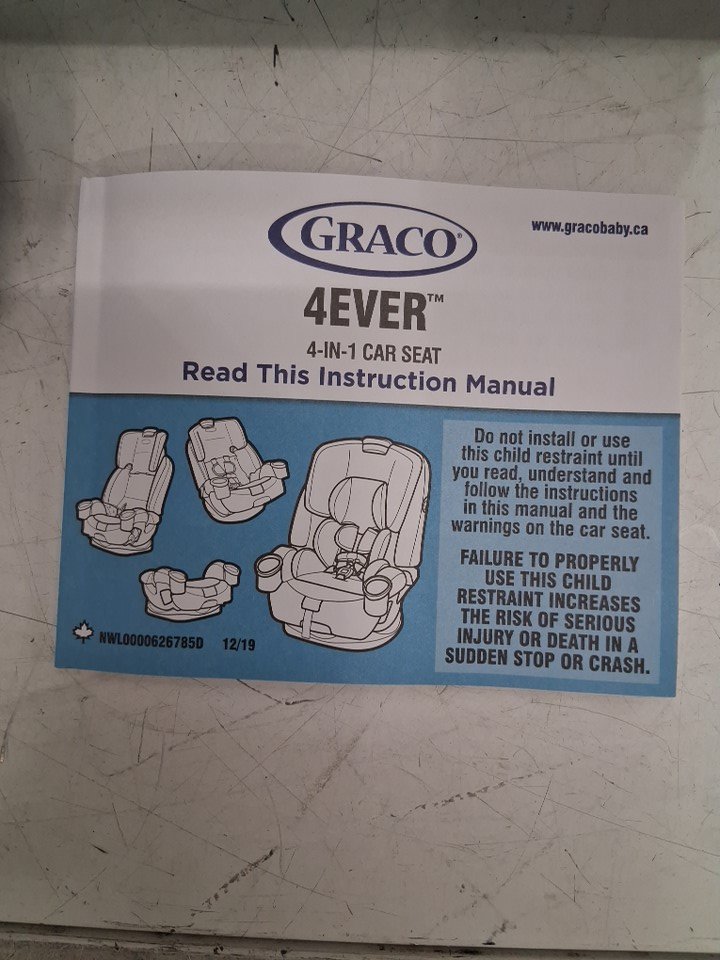 GRACO®
www.gracobaby.ca
4EVER™
4-IN-1 CAR SEAT
Read This Instruction Manual
Do not install or use
this child restraint until
you read, understand and
follow the instructions
in this manual and the
warnings on the car seat.
FAILURE TO PROPERLY
USE THIS CHILD
RESTRAINT INCREASES
THE RISK OF SERIOUS
INJURY OR DEATH IN A
SUDDEN STOP OR CRASH.
NWL0000626785D 12/19